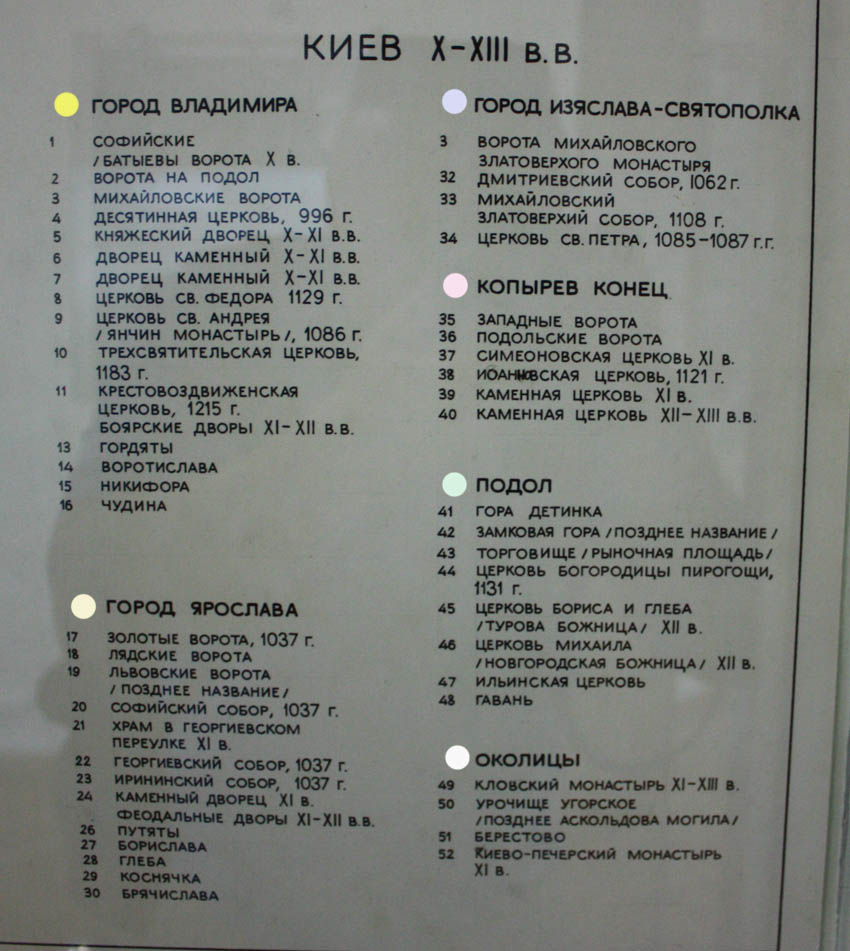 КИЕВ X-XIII В.В.
ГОРОД ВЛАДИМИРА
1 СОФИЙСКИЕ
/БАТЫЕВЫ ВОРОТА X В.
2 ВОРОТА НА ПОДОЛ
3 МИХАЙЛОВСКИЕ ВОРОТА
4 ДЕСЯТИННАЯ ЦЕРКОВЬ, 996 Г.
5 КНЯЖЕСКИЙ ДВОРЕЦ X-XI В.В.
6 ДВОРЕЦ КАМЕННЫЙ X-XI В.В.
7 ДВОРЕЦ КАМЕННЫЙ X-XI В.В.
8 ЦЕРКОВЬ СВ. ФЕДОРА 1129 Г.
9 ЦЕРКОВЬ СВ. АНДРЕЯ
/ЯНЧИН МОНАСТЫРЬ/, 1086 Г.
10 ТРЕХСВЯТИТЕЛЬСКАЯ ЦЕРКОВЬ,
1183 Г.
11 КРЕСТОВОЗДВИЖЕНСКАЯ
ЦЕРКОВЬ, 1215 Г.
БОЯРСКИЕ ДВОРЫ XI-XII В.В.
13 ГОРДЯТЫ
14 ВОРОТИСЛАВА
15 НИКИФОРА
16 ЧУДИНА
ГОРОД ЯРОСЛАВА
17 ЗОЛОТЫЕ ВОРОТА, 1037 Г.
18 ЛЯДСКИЕ ВОРОТА
19 ЛЬВОВСКИЕ ВОРОТА
/ПОЗДНЕЕ НАЗВАНИЕ/
20 СОФИЙСКИЙ СОБОР, 1037 Г.
21 ХРАМ В ГЕОРГИЕВСКОМ
ПЕРЕУЛКЕ XI В.
22 ГЕОРГИЕВСКИЙ СОБОР, 1037 Г.
23 ИРИНИНСКИЙ СОБОР, 1037 Г.
24 КАМЕННЫЙ ДВОРЕЦ XI В.
ФЕОДАЛЬНЫЕ ДВОРЫ XI-XII В.В.
26 ПУТЯТЫ
27 БОРИСЛАВА
28 ГЛЕБА
29 КОСНЯЧКА
30 БРЯЧИСЛАВА
ГОРОД ИЗЯСЛАВА-СВЯТОПОЛКА
3 ВОРОТА МИХАЙЛОВСКОГО
ЗЛАТОВЕРХОГО МОНАСТЫРЯ
32 ДМИТРИЕВСКИЙ СОБОР, 1062 Г.
33 МИХАЙЛОВСКИЙ
ЗЛАТОВЕРХИЙ СОБОР, 1108 Г.
34 ЦЕРКОВЬ СВ. ПЕТРА, 1085-1087 Г.Г.
КОПЫРЕВ КОНЕЦ
35 ЗАПАДНЫЕ ВОРОТА
36 ПОДОЛЬСКИЕ ВОРОТА
37 СИМЕОНОВСКАЯ ЦЕРКОВЬ XI В.
38 ИОАННОВСКАЯ ЦЕРКОВЬ, 1121 Г.
39 КАМЕННАЯ ЦЕРКОВЬ XI В.
40 КАМЕННАЯ ЦЕРКОВЬ XII-XIII В.В.
ПОДОЛ
41 ГОРА ДЕТИНКА
42 ЗАМКОВАЯ ГОРА /ПОЗДНЕЕ НАЗВАНИЕ/
43 ТОРГОВИЩЕ /РЫНОЧНАЯ ПЛОЩАДЬ/
44 ЦЕРКОВЬ БОГОРОДИЦЫ ПИРОГОЩИ,
1131 Г.
45 ЦЕРКОВЬ БОРИСА И ГЛЕБА
/ТУРОВА БОЖНИЦА/ XII В.
46 ЦЕРКОВЬ МИХАИЛА
/НОВГОРОДСКАЯ БОЖНИЦА/ XII В.
47 ИЛЬИНСКАЯ ЦЕРКОВЬ
48 ГАВАНЬ
ОКОЛИЦЫ
49 КЛОВСКИЙ МОНАСТЫРЬ XI-XIII В.
50 УРОЧИЩЕ УГОРСКОЕ
/ПОЗДНЕЕ АСКОЛЬДОВА МОГИЛА/
51 БЕРЕСТОВО
52 КИЕВО-ПЕЧЕРСКИЙ МОНАСТЫРЬ
XI В.